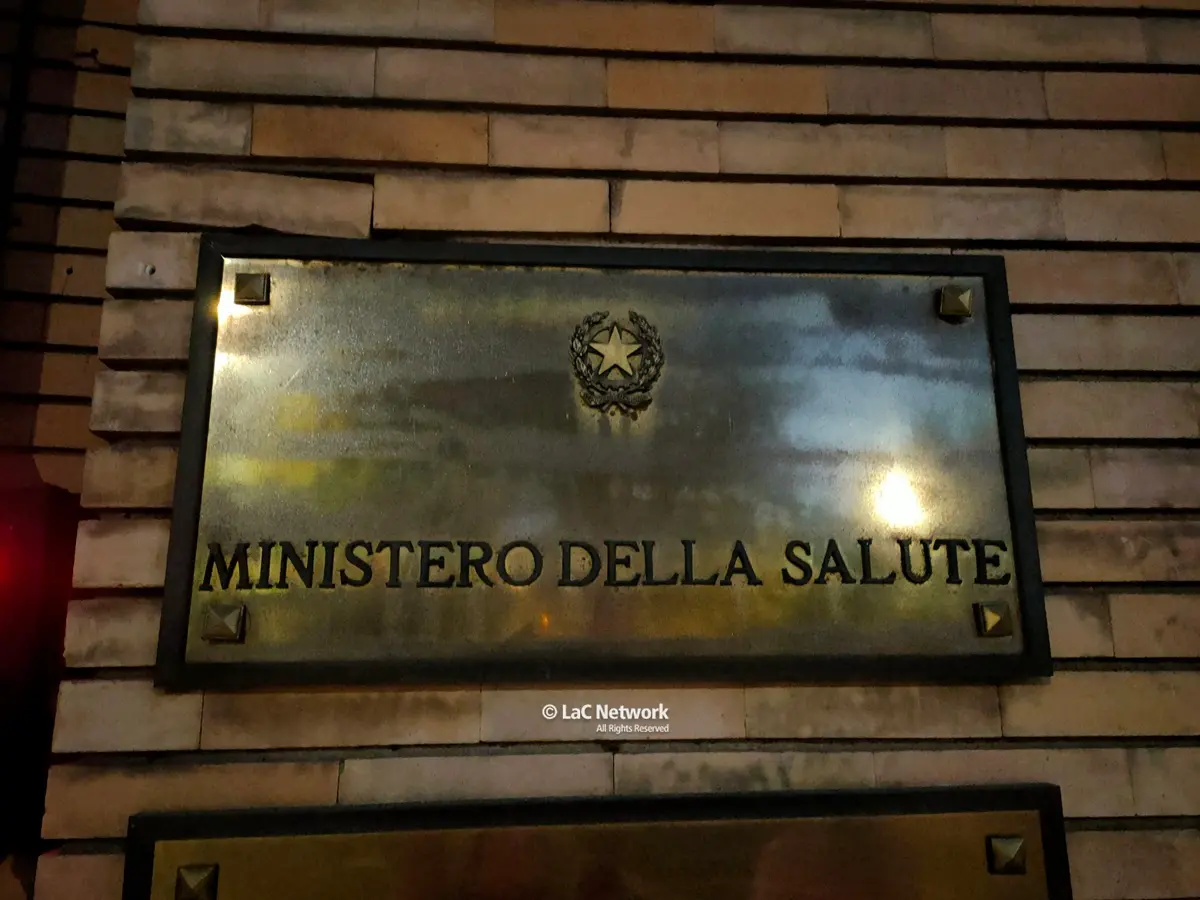 MINISTERO DELLA SALUTE
© LaC Network
All Rights Reserved